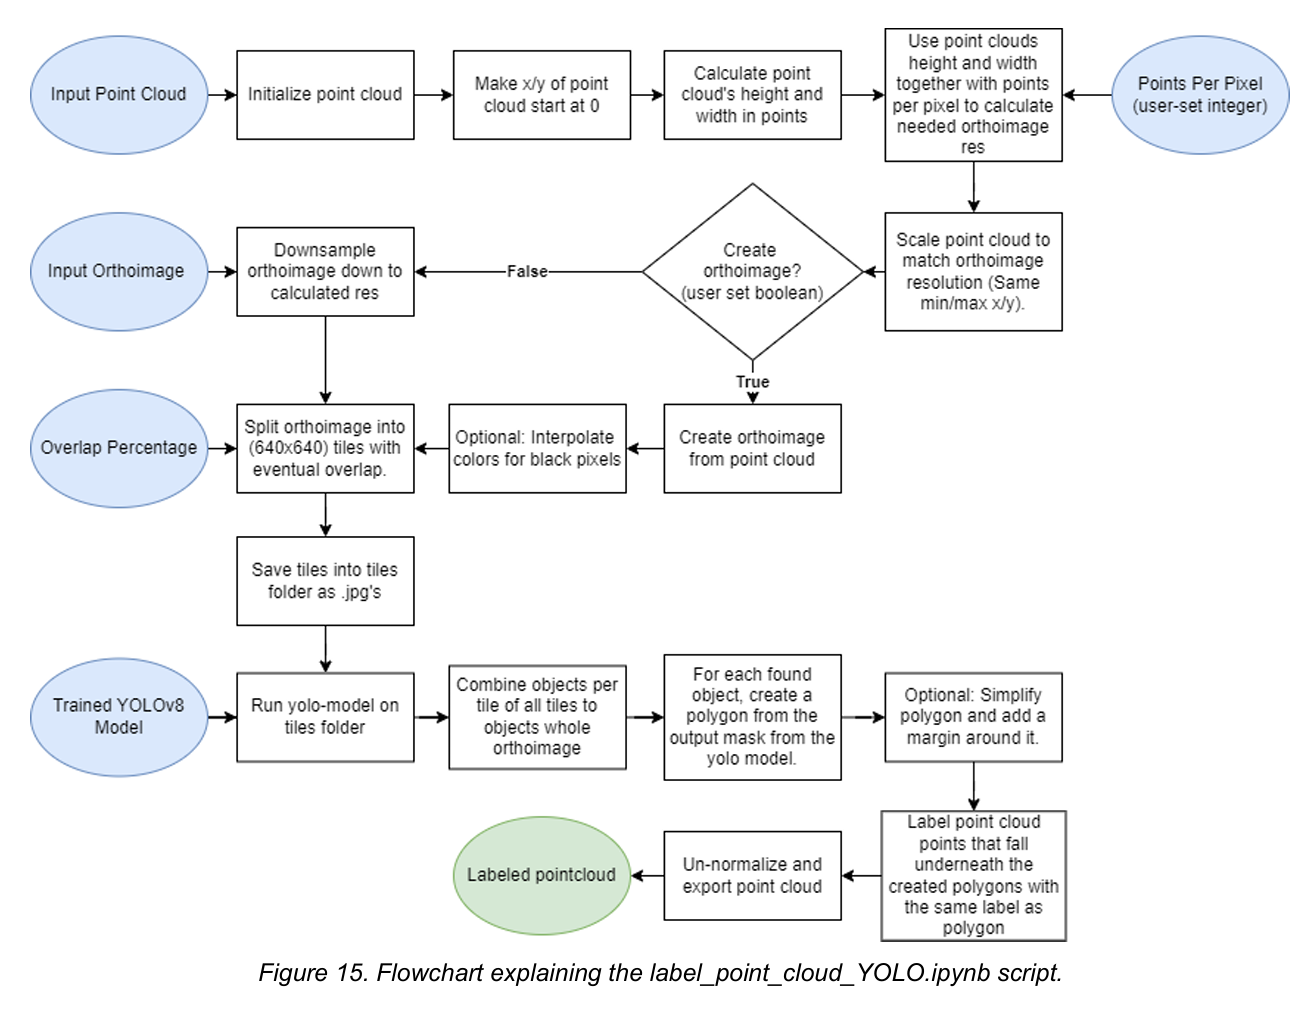 Input Point Cloud
Initialize point cloud
Make x/y of point
cloud start at 0
Calculate point
cloud's height and
width in points
Use point clouds
height and width
together with points
per pixel to calculate
needed orthoimage
res
Points Per Pixel
(user-set integer)
Input Orthoimage
Downsample
orthoimage down to
calculated res
False
Create
orthoimage?
(user set boolean)
Scale point cloud to
match orthoimage
resolution (Same
min/max x/y).
True
Overlap Percentage
Split orthoimage into
(640x640) tiles with
eventual overlap.
Optional: Interpolate
colors for black pixels
Create orthoimage
from point cloud
Save tiles into tiles
folder as .jpg's
Trained YOLOv8
Model
Run yolo-model on
tiles folder
Combine objects per
tile of all tiles to
objects whole
orthoimage
For each found
object, create a
polygon from the
output mask from the
yolo model.
Optional: Simplify
polygon and add a
margin around it.
Labeled pointcloud
Un-normalize and
export point cloud
Label point cloud
points that fall
underneath the
created polygons with
the same label as
polygon
Figure 15. Flowchart explaining the label_point_cloud_YOLO.ipynb script.